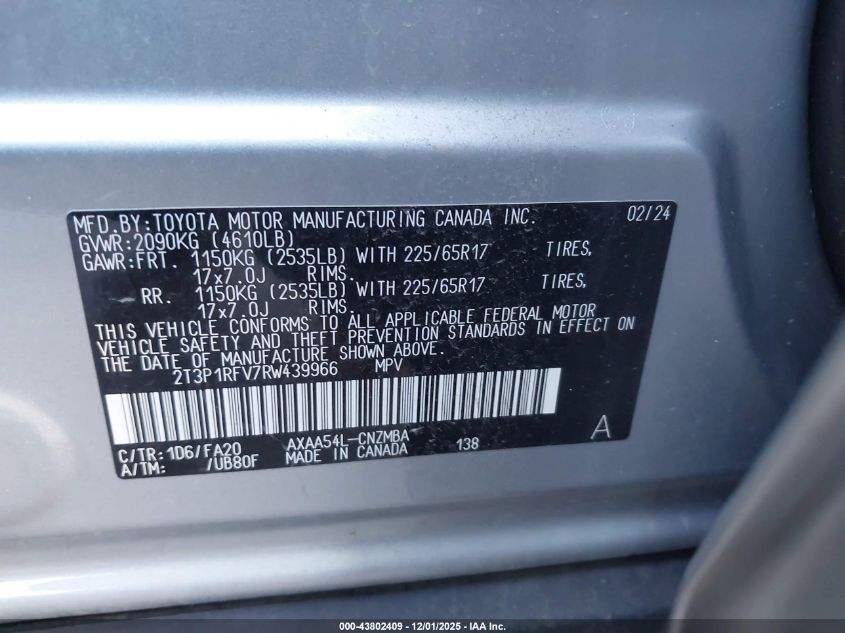 MFD.BY:TOYOTA MOTOR MANUFACTURING CANADA INC. 02/24
GVWR:2090KG (4610LB)
GAWR:FRT. 1150KG (2535LB) WITH 225/65R17 TIRES,
17x7.0J RIMS.
RR. 1150KG (2535LB) WITH 225/65R17 TIRES,
17x7.0J RIMS.
THIS VEHICLE CONFORMS TO ALL APPLICABLE FEDERAL MOTOR
VEHICLE SAFETY AND THEFT PREVENTION STANDARDS IN EFFECT ON
THE DATE OF MANUFACTURE SHOWN ABOVE.
2T3P1RFV7RW439966 MPV
C/TR:1D6/FA20 AXAA54L-CNZMBA 138 A
A/TM: /UB80F MADE IN CANADA
000-43802409 - 12/01/2025 - IAA Inc.